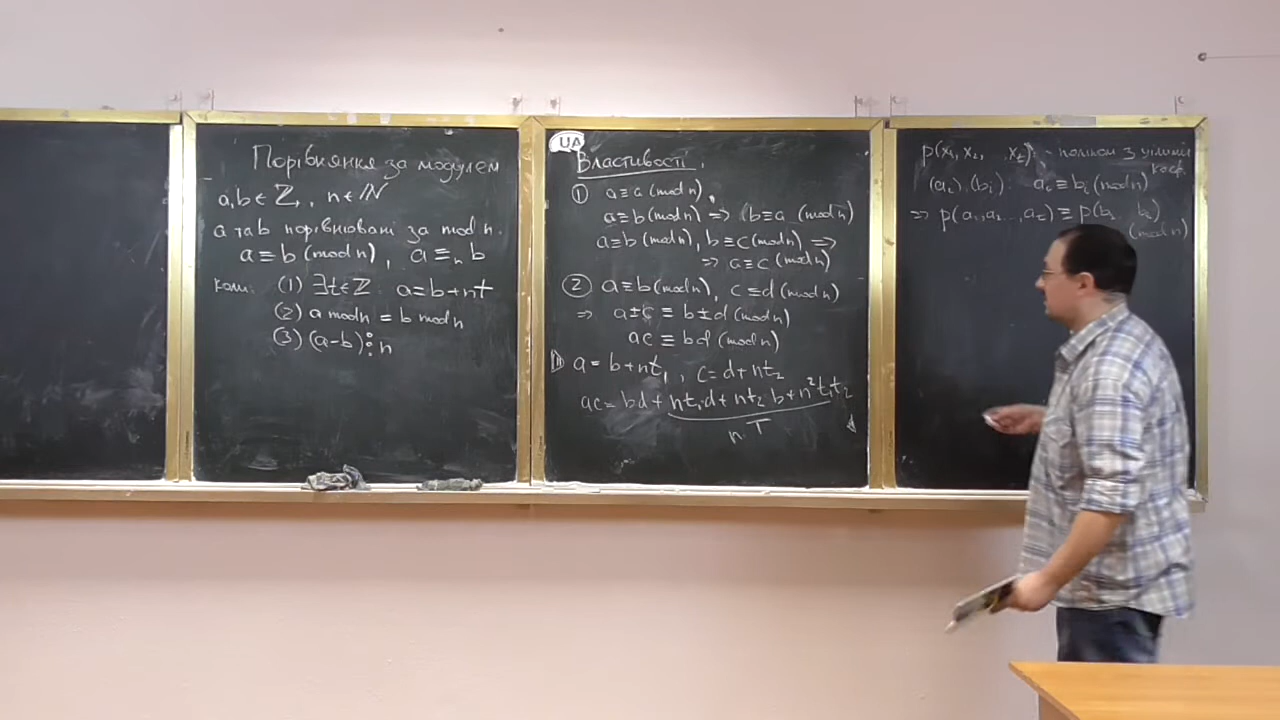 Порівняння за модулем
a, b ∈ ℤ, n ∈ ℕ
a та b порівнювані за mod n.
a ≡ b (mod n), a ≡ₙ b
коли: (1) ∃t ∈ ℤ: a = b + nt
(2) a mod n = b mod n
(3) (a-b)⋮n
UA
Властивості.
① a ≡ a (mod n),
a ≡ b (mod n) ⇒ b ≡ a (mod n)
a ≡ b (mod n), b ≡ c (mod n) ⇒
⇒ a ≡ c (mod n)
② a ≡ b (mod n), c ≡ d (mod n)
⇒ a ± c ≡ b ± d (mod n)
ac ≡ bd (mod n)
a = b + nt₁, c = d + nt₂
ac = bd + nt₁d + nt₂b + n²t₁t₂
n·T
p(x₁, x₂, … xₜ) - поліном з цілими
коеф.
(aᵢ), (bᵢ): aᵢ ≡ bᵢ (mod n)
⇒ p(a₁, a₂ …, aₜ) ≡ p(b₁ … bₜ)
(mod n)